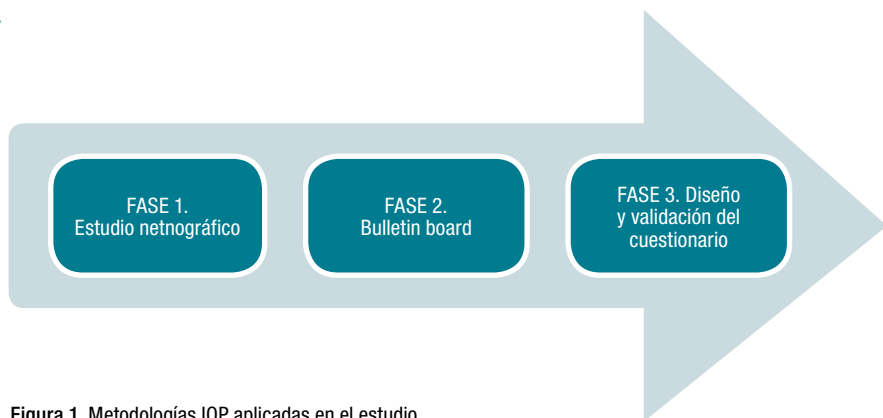 FASE 1.
Estudio netnográfico
FASE 2.
Bulletin board
FASE 3. Diseño
y validación del
cuestionario
Figura 1. Metodologías IOP aplicadas en el estudio